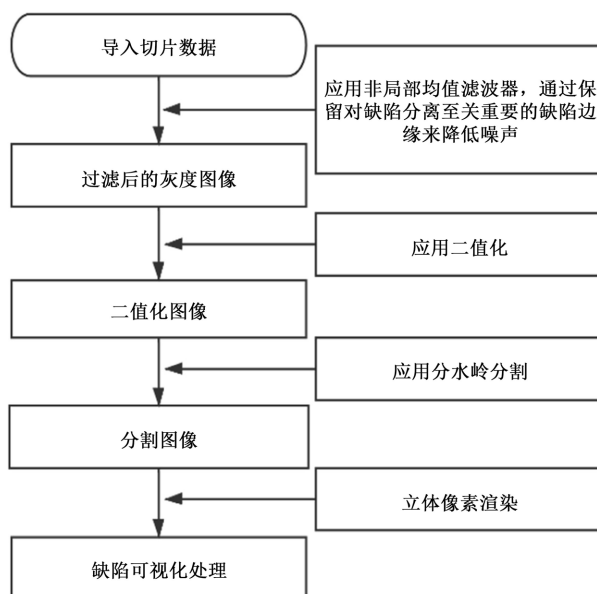 导入切片数据
应用非局部均值滤波器，通过保
留对缺陷分离至关重要的缺陷边
缘来降低噪声
过滤后的灰度图像
应用二值化
二值化图像
应用分水岭分割
分割图像
立体像素渲染
缺陷可视化处理